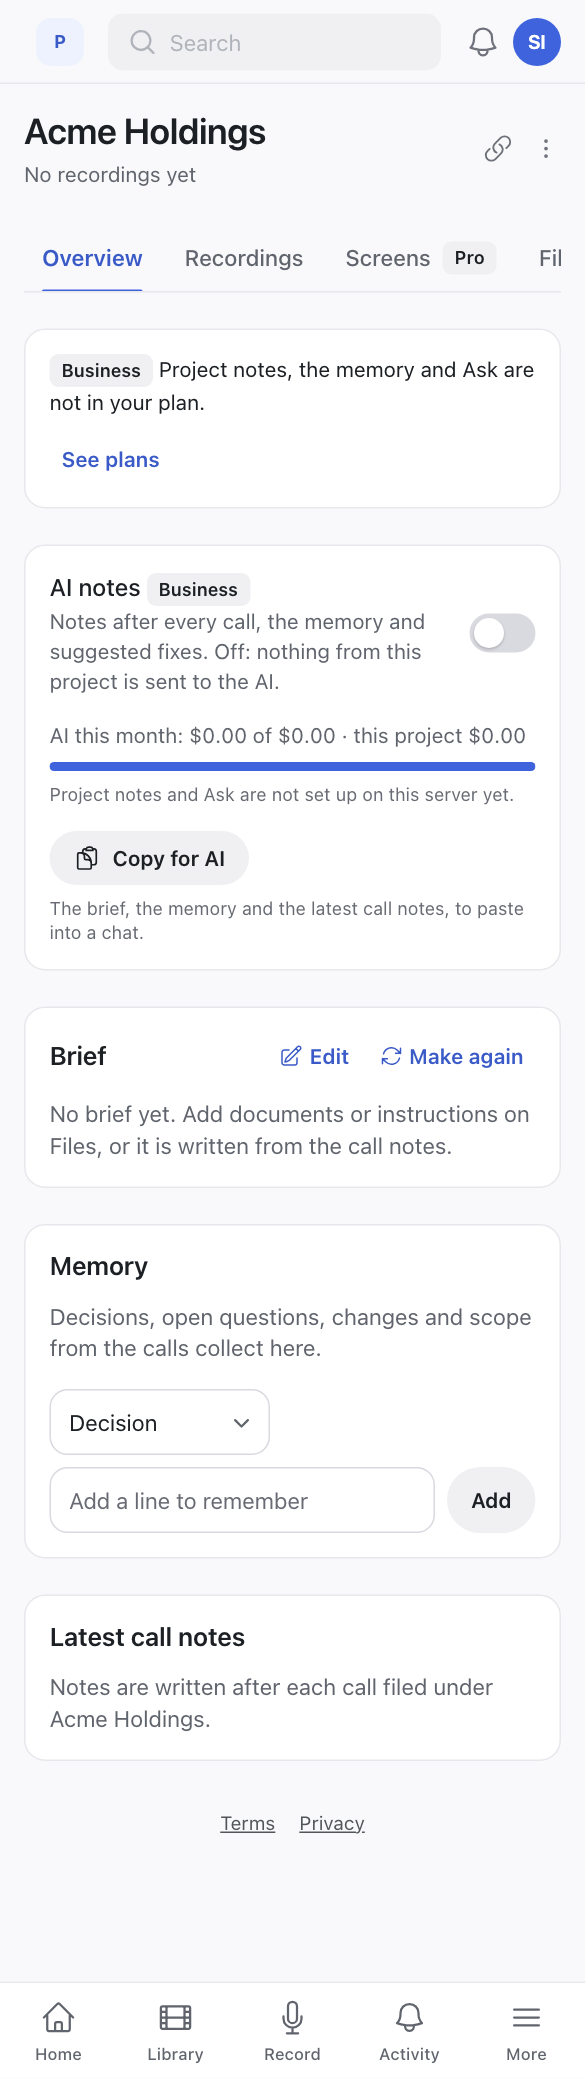 P
Search
SI
Acme Holdings
No recordings yet
Overview Recordings Screens Pro Fil
Business Project notes, the memory and Ask are
not in your plan.
See plans
AI notes Business
Notes after every call, the memory and
suggested fixes. Off: nothing from this
project is sent to the AI.
AI this month: $0.00 of $0.00 · this project $0.00
Project notes and Ask are not set up on this server yet.
Copy for AI
The brief, the memory and the latest call notes, to paste
into a chat.
Brief Edit Make again
No brief yet. Add documents or instructions on
Files, or it is written from the call notes.
Memory
Decisions, open questions, changes and scope
from the calls collect here.
Decision
Add a line to remember Add
Latest call notes
Notes are written after each call filed under
Acme Holdings.
Terms Privacy
Home Library Record Activity More